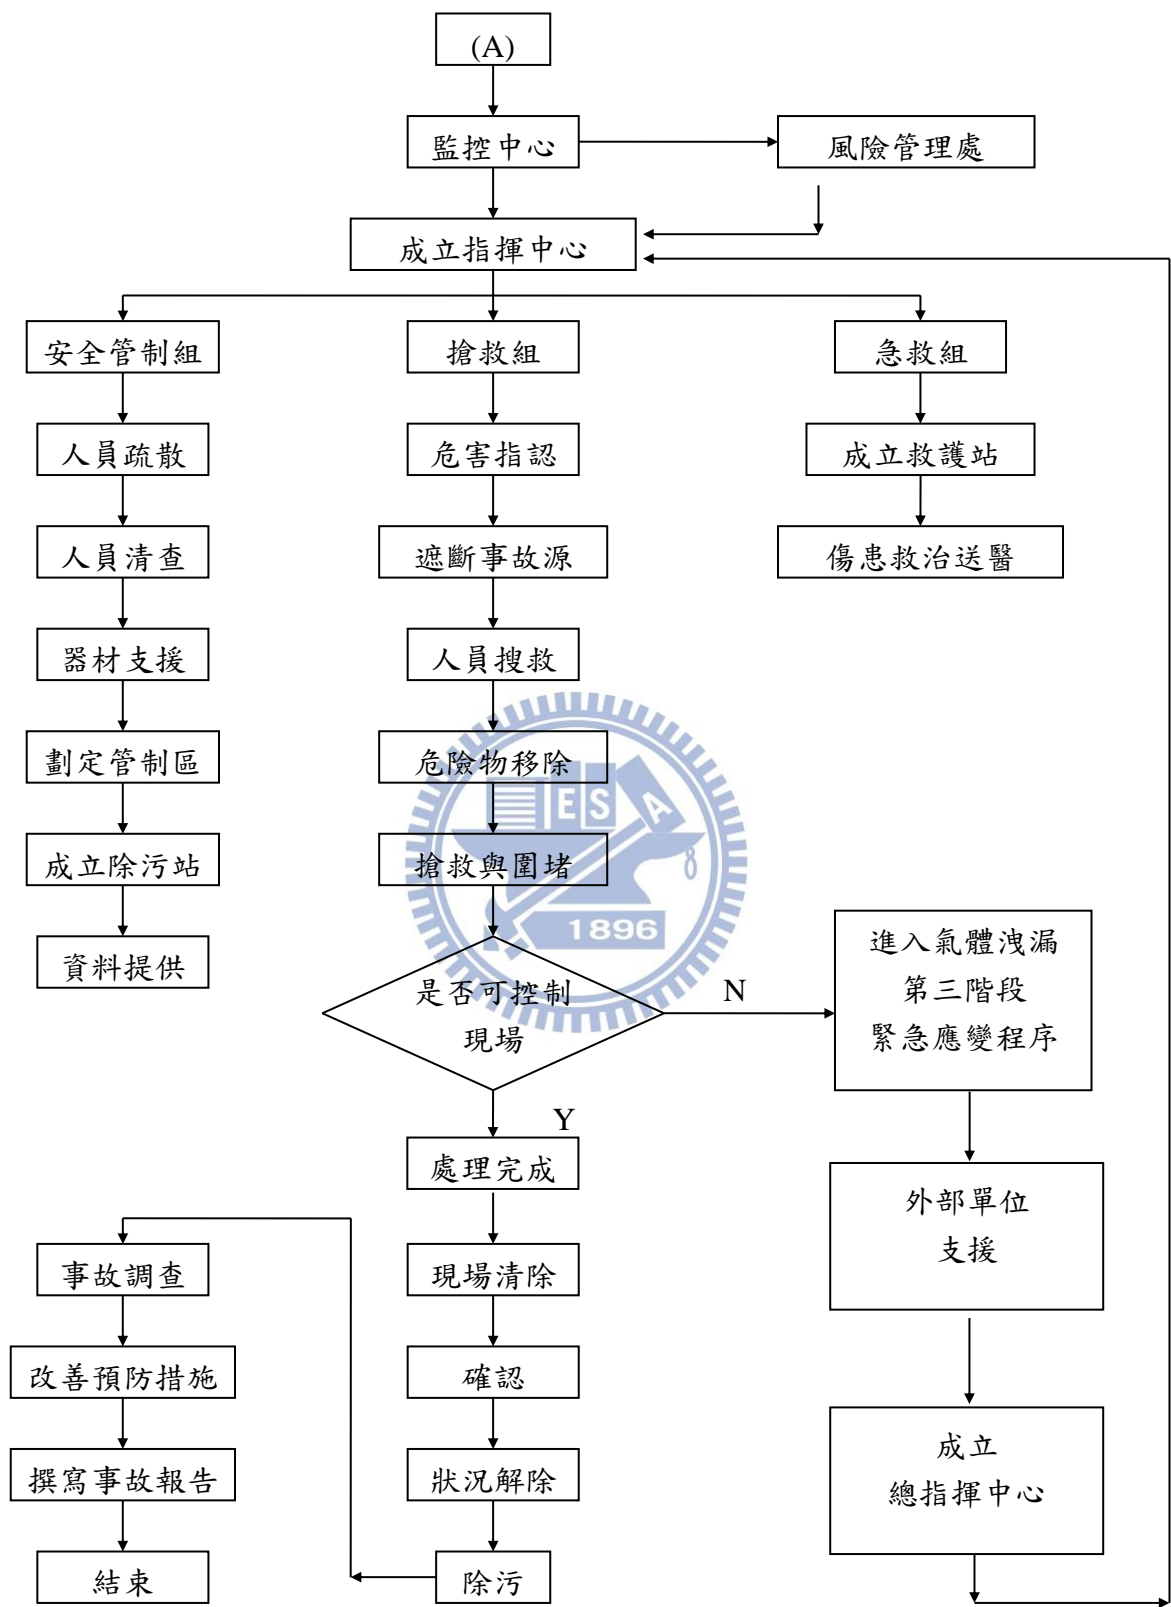 (A)
監控中心
風險管理處
成立指揮中心
安全管制組
搶救組
急救組
人員疏散
危害指認
成立救護站
人員清查
遮斷事故源
傷患救治送醫
器材支援
人員搜救
劃定管制區
危險物移除
E S A
成立除污站
搶救與圍堵
8
1896
資料提供
是否可控制
現場
N
進入氣體洩漏
第三階段
緊急應變程序
Y
處理完成
外部單位
支援
事故調查
現場清除
改善預防措施
確認
成立
總指揮中心
撰寫事故報告
狀況解除
結束
除污